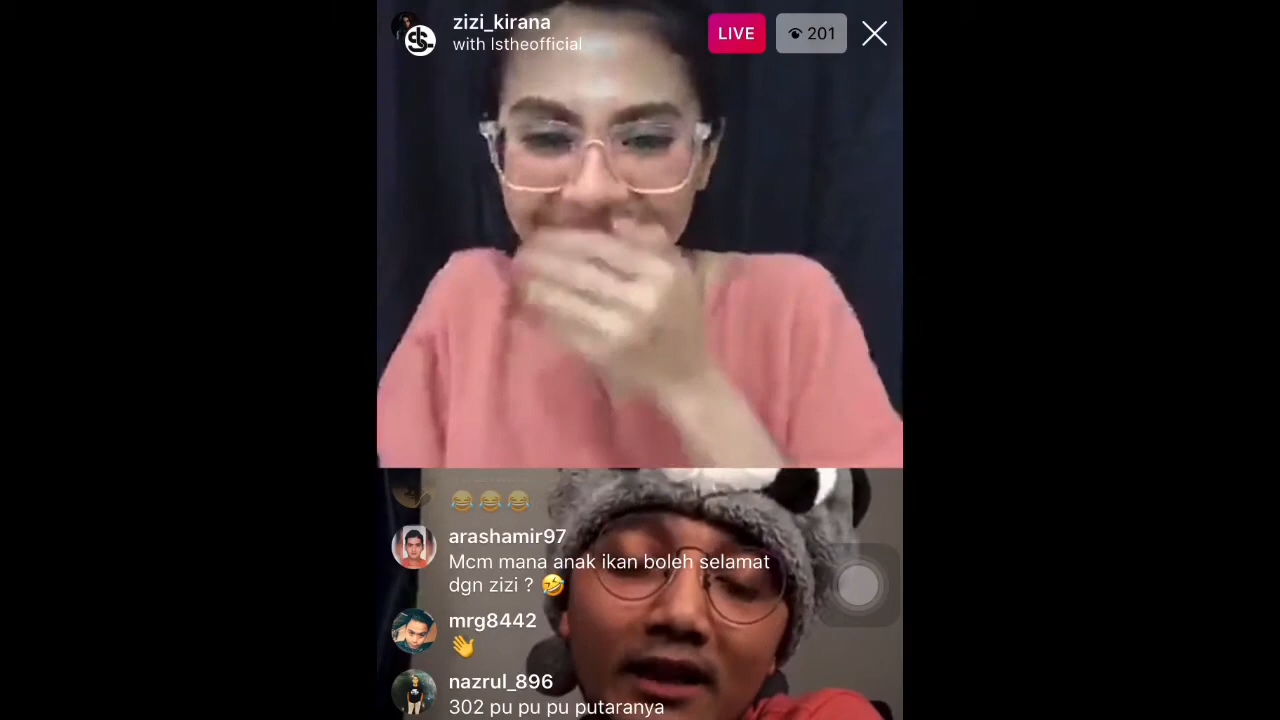 zizi_kirana
with Istheofficial
LIVE
201
😂😂😂
arashamir97
Mcm mana anak ikan boleh selamat
dgn zizi ? 🤣
mrg8442
👋
nazrul_896
302 pu pu pu putaranya